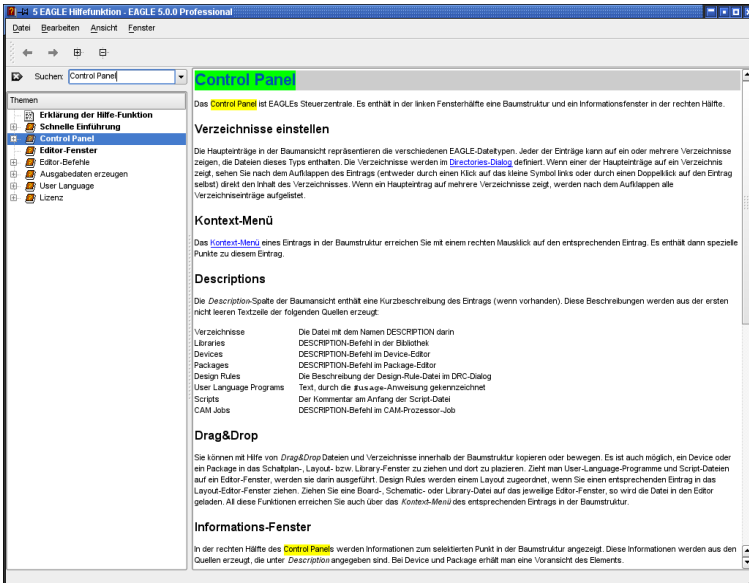 5 EAGLE Hilfefunktion - EAGLE 5.0.0 Professional
Datei Bearbeiten Ansicht Fenster
Suchen: Control Panel
Themen
Erklärung der Hilfe-Funktion
Schnelle Einführung
Control Panel
Editor-Fenster
Editor-Befehle
Ausgabedaten erzeugen
User Language
Lizenz
Control Panel
Das Control Panel ist EAGLEs Steuerzentrale. Es enthält in der linken Fensterhälfte eine Baumstruktur und ein Informationsfenster in der rechten Hälfte.
Verzeichnisse einstellen
Die Haupteinträge in der Baumansicht repräsentieren die verschiedenen EAGLE-Dateitypen. Jeder der Einträge kann auf ein oder mehrere Verzeichnisse
zeigen, die Dateien dieses Typs enthalten. Die Verzeichnisse werden im Directories-Dialog definiert. Wenn einer der Haupteinträge auf ein Verzeichnis
zeigt, sehen Sie nach dem Aufklappen des Eintrags (entweder durch einen Klick auf das kleine Symbol links oder durch einen Doppelklick auf den Eintrag
selbst) direkt den Inhalt des Verzeichnisses. Wenn ein Haupteintrag auf mehrere Verzeichnisse zeigt, werden nach dem Aufklappen alle
Verzeichniseinträge aufgelistet.
Kontext-Menü
Das Kontext-Menü eines Eintrags in der Baumstruktur erreichen Sie mit einem rechten Mausklick auf den entsprechenden Eintrag. Es enthält dann spezielle
Punkte zu diesem Eintrag.
Descriptions
Die Description-Spalte der Baumansicht enthält eine Kurzbeschreibung des Eintrags (wenn vorhanden). Diese Beschreibungen werden aus der ersten
nicht leeren Textzeile der folgenden Quellen erzeugt:
Verzeichnisse Die Datei mit dem Namen DESCRIPTION darin
Libraries DESCRIPTION-Befehl in der Bibliothek
Devices DESCRIPTION-Befehl im Device-Editor
Packages DESCRIPTION-Befehl im Package-Editor
Design Rules Die Beschreibung der Design-Rule-Datei im DRC-Dialog
User Language Programs Text, durch die #usage-Anweisung gekennzeichnet
Scripts Der Kommentar am Anfang der Script-Datei
CAM Jobs DESCRIPTION-Befehl im CAM-Prozessor-Job
Drag&Drop
Sie können mit Hilfe von Drag&Drop Dateien und Verzeichnisse innerhalb der Baumstruktur kopieren oder bewegen. Es ist auch möglich, ein Device oder
ein Package in das Schaltplan-, Layout- bzw. Library-Fenster zu ziehen und dort zu plazieren. Zieht man User-Language-Programme und Script-Dateien
auf ein Editor-Fenster, werden sie darin ausgeführt. Design Rules werden einem Layout zugeordnet, wenn Sie einen entsprechenden Eintrag in das
Layout-Editor-Fenster ziehen. Ziehen Sie eine Board-, Schematic- oder Library-Datei auf das jeweilige Editor-Fenster, so wird die Datei in den Editor
geladen. All diese Funktionen erreichen Sie auch über das Kontext-Menü des entsprechenden Eintrags in der Baumstruktur.
Informations-Fenster
In der rechten Hälfte des Control Panels werden Informationen zum selektierten Punkt in der Baumstruktur angezeigt. Diese Informationen werden aus den
Quellen erzeugt, die unter Description angegeben sind. Bei Device und Package erhält man eine Voransicht des Elements.